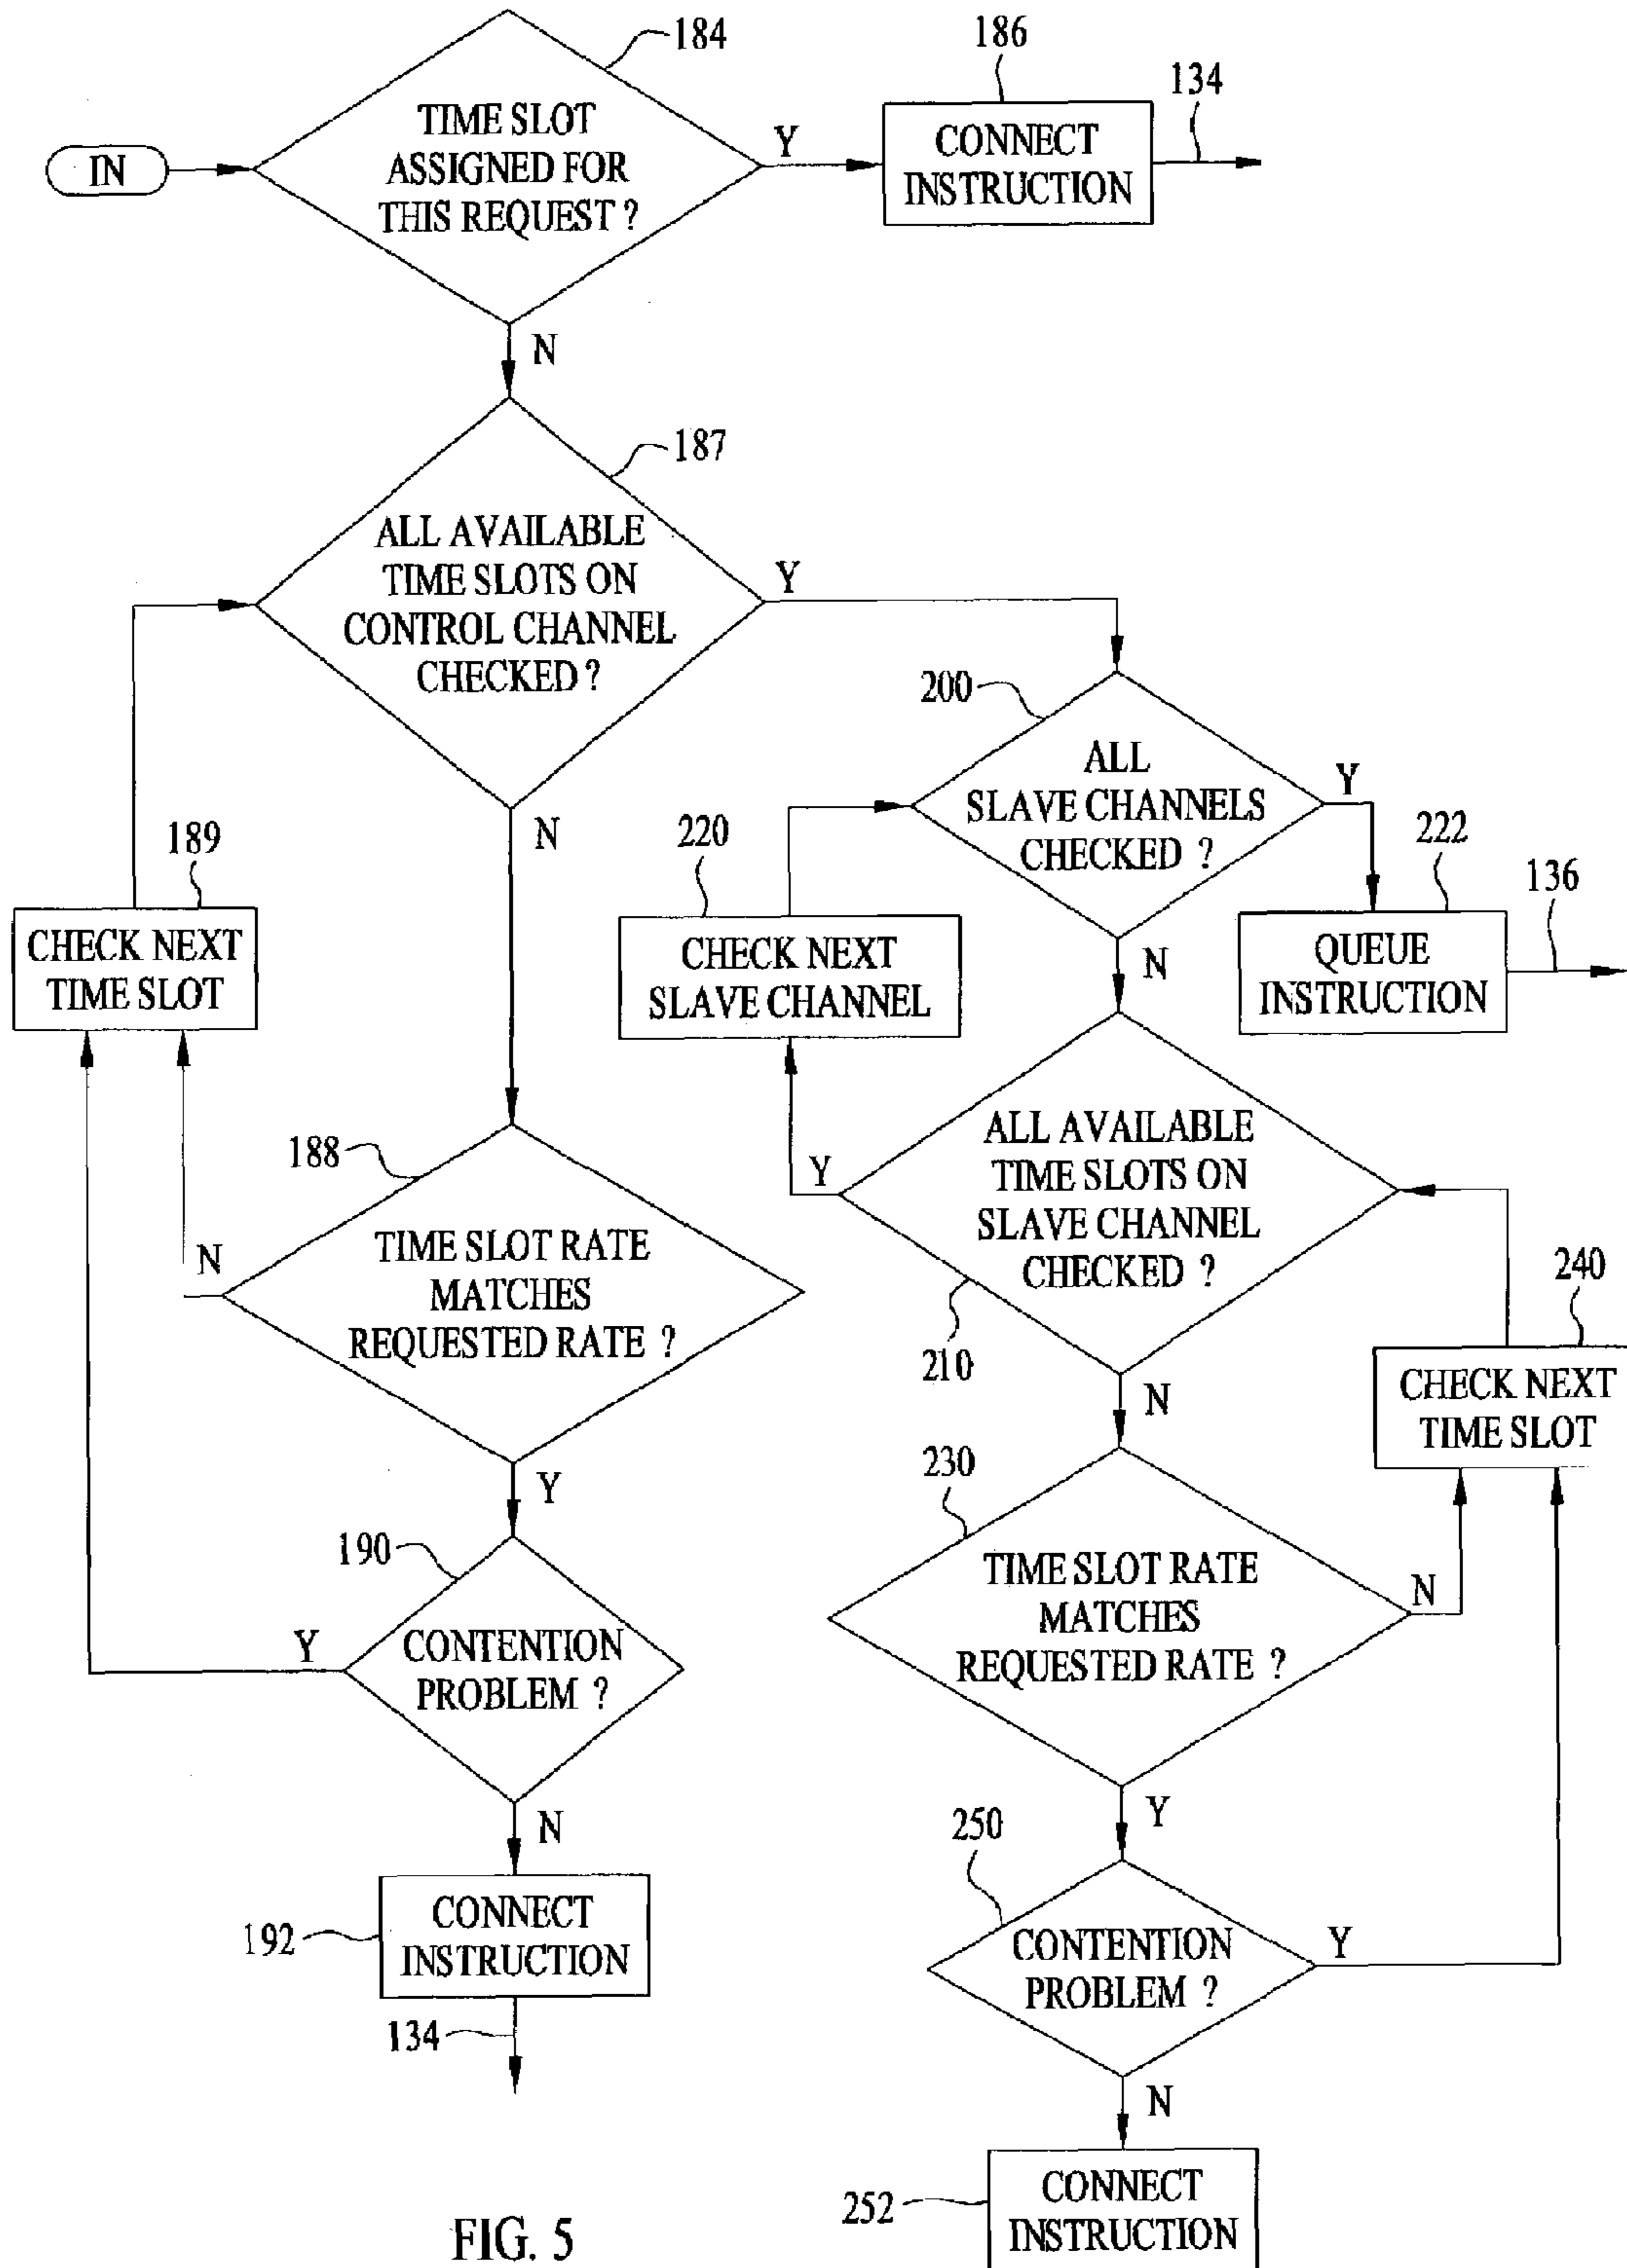 184
186
134
TIME SLOT
ASSIGNED FOR
THIS REQUEST ?
IN
Y
CONNECT
INSTRUCTION
N
187
ALL AVAILABLE
TIME SLOTS ON
CONTROL CHANNEL
CHECKED ?
Y
N
200
ALL
SLAVE CHANNELS
CHECKED ?
Y
N
189
CHECK NEXT
TIME SLOT
220
CHECK NEXT
SLAVE CHANNEL
222
QUEUE
INSTRUCTION
136
188
TIME SLOT RATE
MATCHES
REQUESTED RATE ?
N
Y
ALL AVAILABLE
TIME SLOTS ON
SLAVE CHANNEL
CHECKED ?
Y
210
N
240
CHECK NEXT
TIME SLOT
190
CONTENTION
PROBLEM ?
Y
N
230
TIME SLOT RATE
MATCHES
REQUESTED RATE ?
N
Y
192
CONNECT
INSTRUCTION
134
250
CONTENTION
PROBLEM ?
Y
N
252
CONNECT
INSTRUCTION
FIG. 5